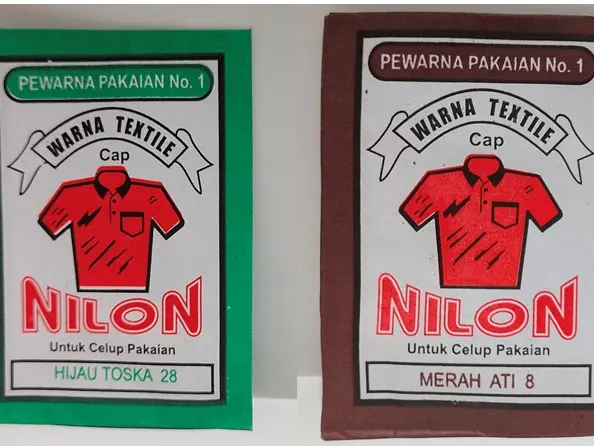 PEWARNA PAKAIAN No. 1
WARNA TEXTILE
Cap
NILON
Untuk Celup Pakaian
HIJAU TOSKA 28
PEWARNA PAKAIAN No. 1
WARNA TEXTILE
Cap
NILON
Untuk Celup Pakaian
MERAH ATI 8